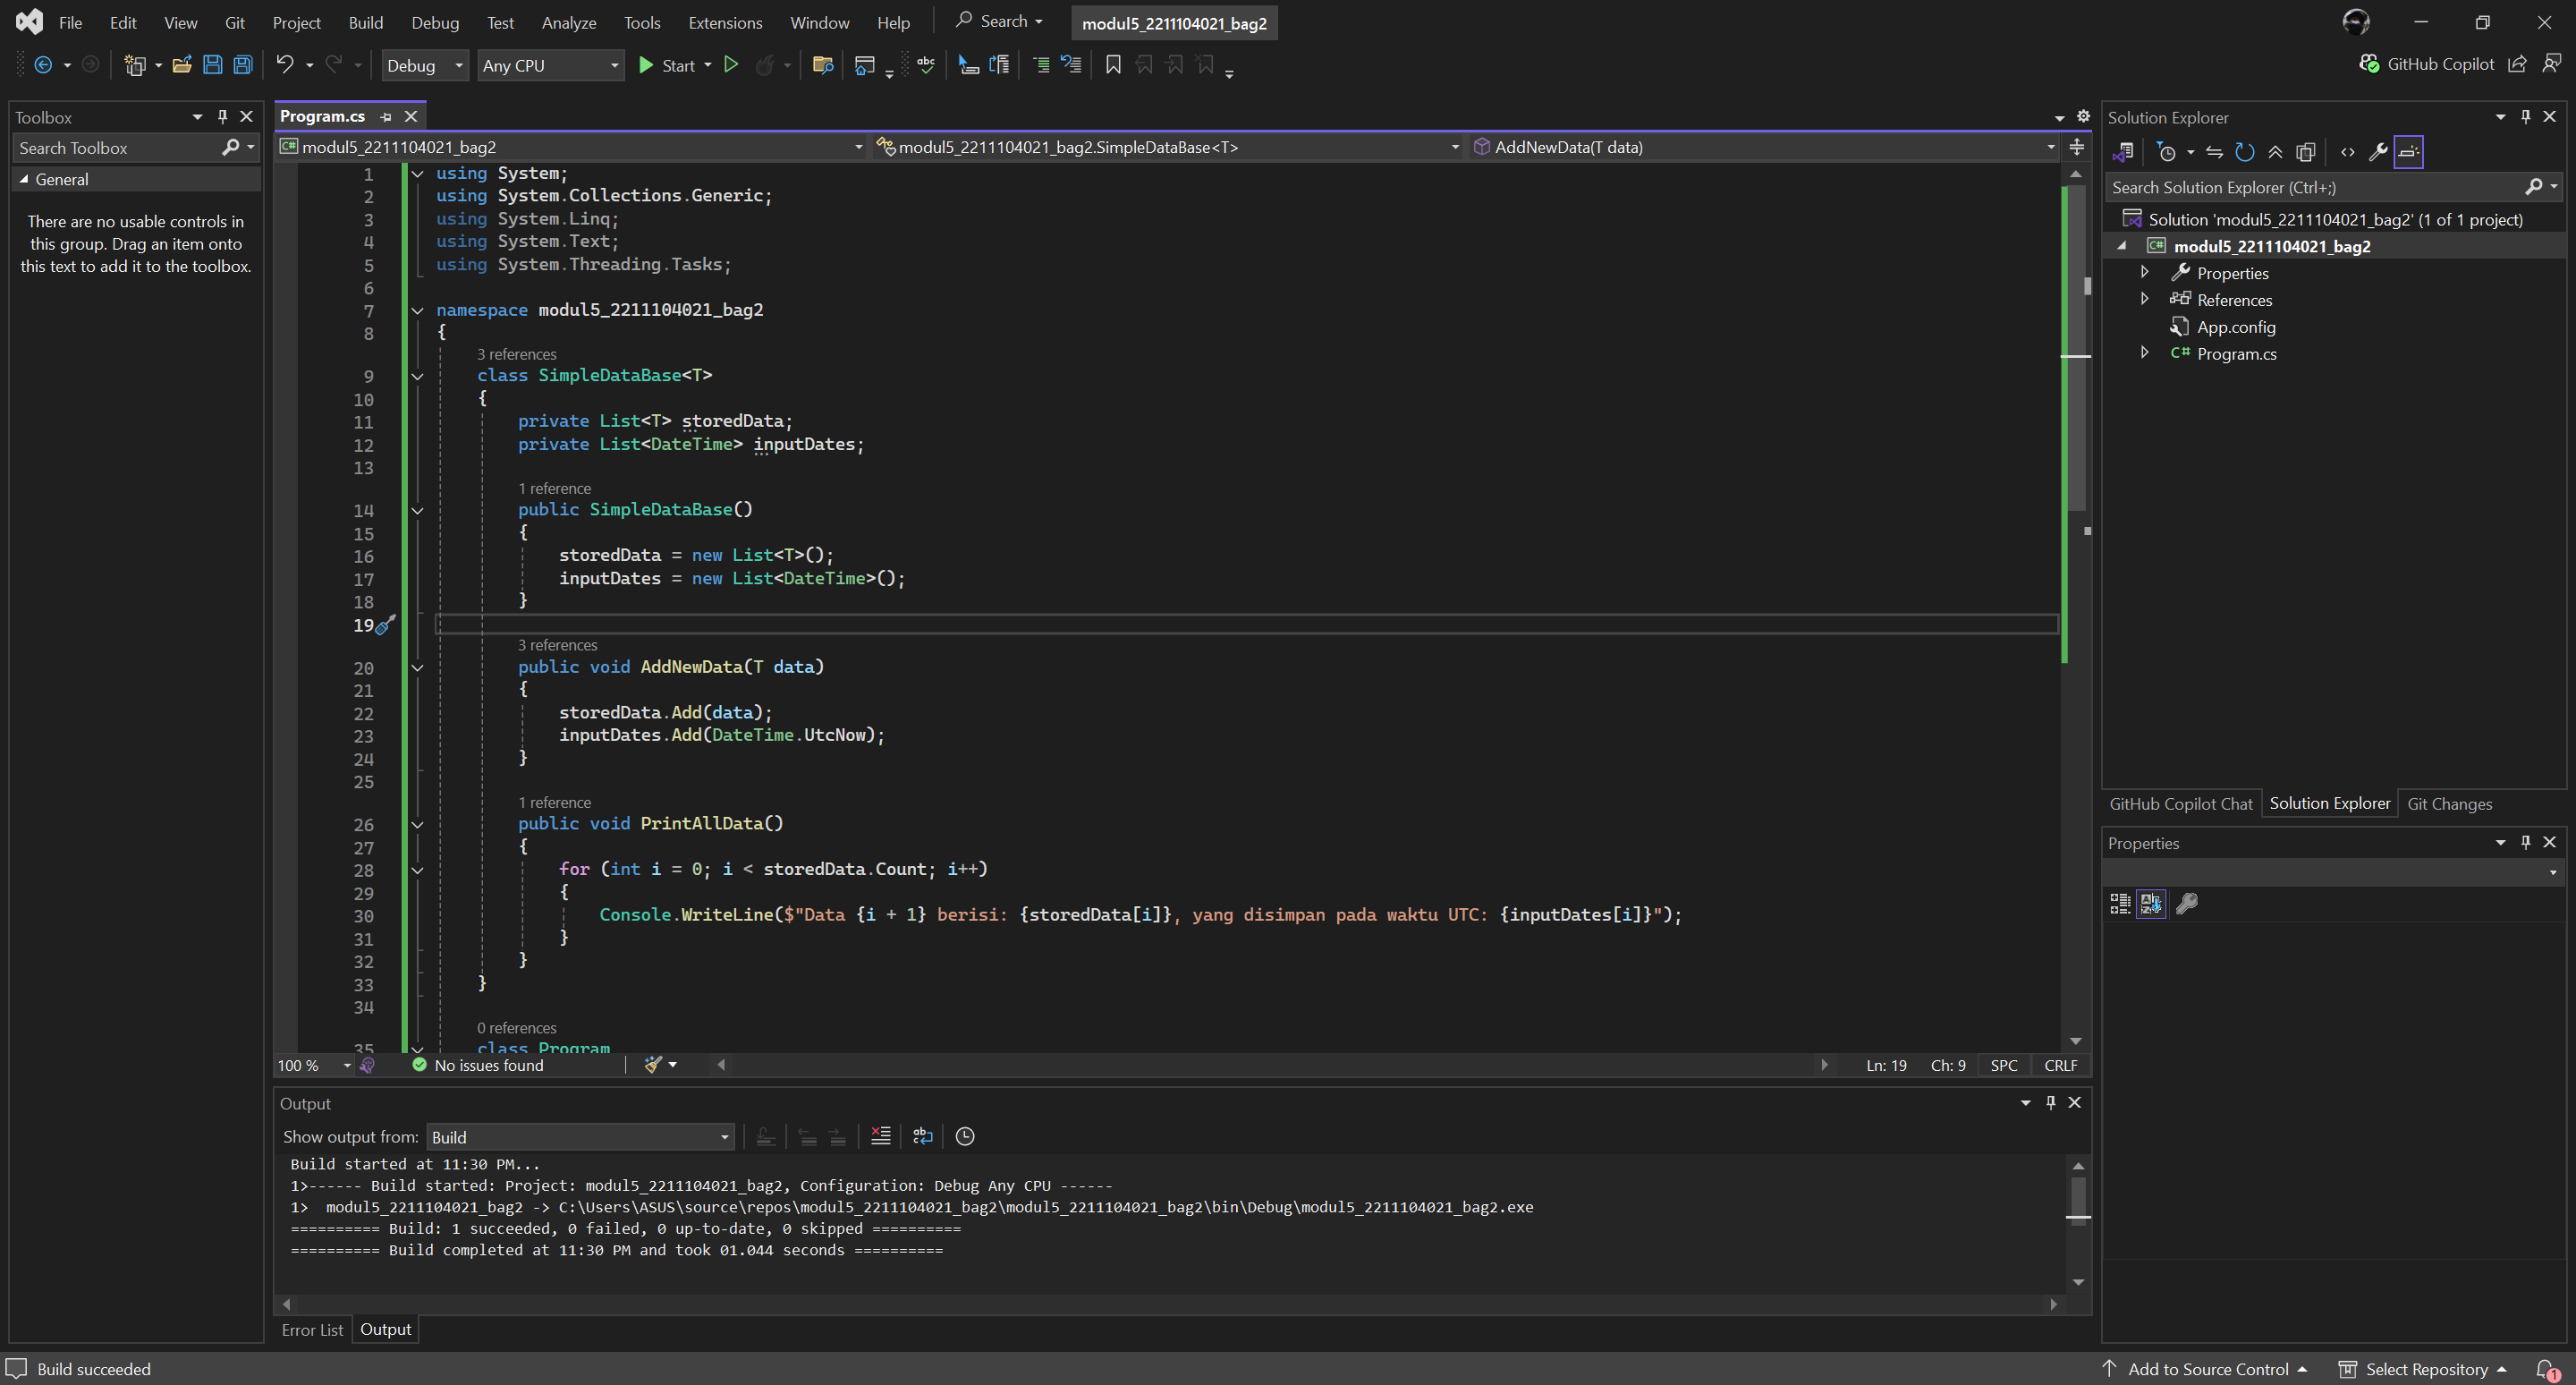 File Edit View Git Project Build Debug Test Analyze Tools Extensions Window Help Search modul5_2211104021_bag2
Debug Any CPU Start GitHub Copilot
Toolbox
Search Toolbox
General
There are no usable controls in
this group. Drag an item onto
this text to add it to the toolbox.
Program.cs
modul5_2211104021_bag2 modul5_2211104021_bag2.SimpleDataBase<T> AddNewData(T data)
1 using System;
2 using System.Collections.Generic;
3 using System.Linq;
4 using System.Text;
5 using System.Threading.Tasks;
6
7 namespace modul5_2211104021_bag2
8 {
3 references
9 class SimpleDataBase<T>
10 {
11 private List<T> storedData;
12 private List<DateTime> inputDates;
13
1 reference
14 public SimpleDataBase()
15 {
16 storedData = new List<T>();
17 inputDates = new List<DateTime>();
18 }
19
3 references
20 public void AddNewData(T data)
21 {
22 storedData.Add(data);
23 inputDates.Add(DateTime.UtcNow);
24 }
25
1 reference
26 public void PrintAllData()
27 {
28 for (int i = 0; i < storedData.Count; i++)
29 {
30 Console.WriteLine($"Data {i + 1} berisi: {storedData[i]}, yang disimpan pada waktu UTC: {inputDates[i]}");
31 }
32 }
33 }
34
0 references
35 class Program
100 % No issues found Ln: 19 Ch: 9 SPC CRLF
Output
Show output from: Build
Build started at 11:30 PM...
1>------ Build started: Project: modul5_2211104021_bag2, Configuration: Debug Any CPU ------
1>  modul5_2211104021_bag2 -> C:\Users\ASUS\source\repos\modul5_2211104021_bag2\modul5_2211104021_bag2\bin\Debug\modul5_2211104021_bag2.exe
========== Build: 1 succeeded, 0 failed, 0 up-to-date, 0 skipped ==========
========== Build completed at 11:30 PM and took 01.044 seconds ==========
Error List Output
Solution Explorer
Search Solution Explorer (Ctrl+;)
Solution 'modul5_2211104021_bag2' (1 of 1 project)
C# modul5_2211104021_bag2
Properties
References
App.config
C# Program.cs
GitHub Copilot Chat Solution Explorer Git Changes
Properties
Build succeeded Add to Source Control Select Repository 1